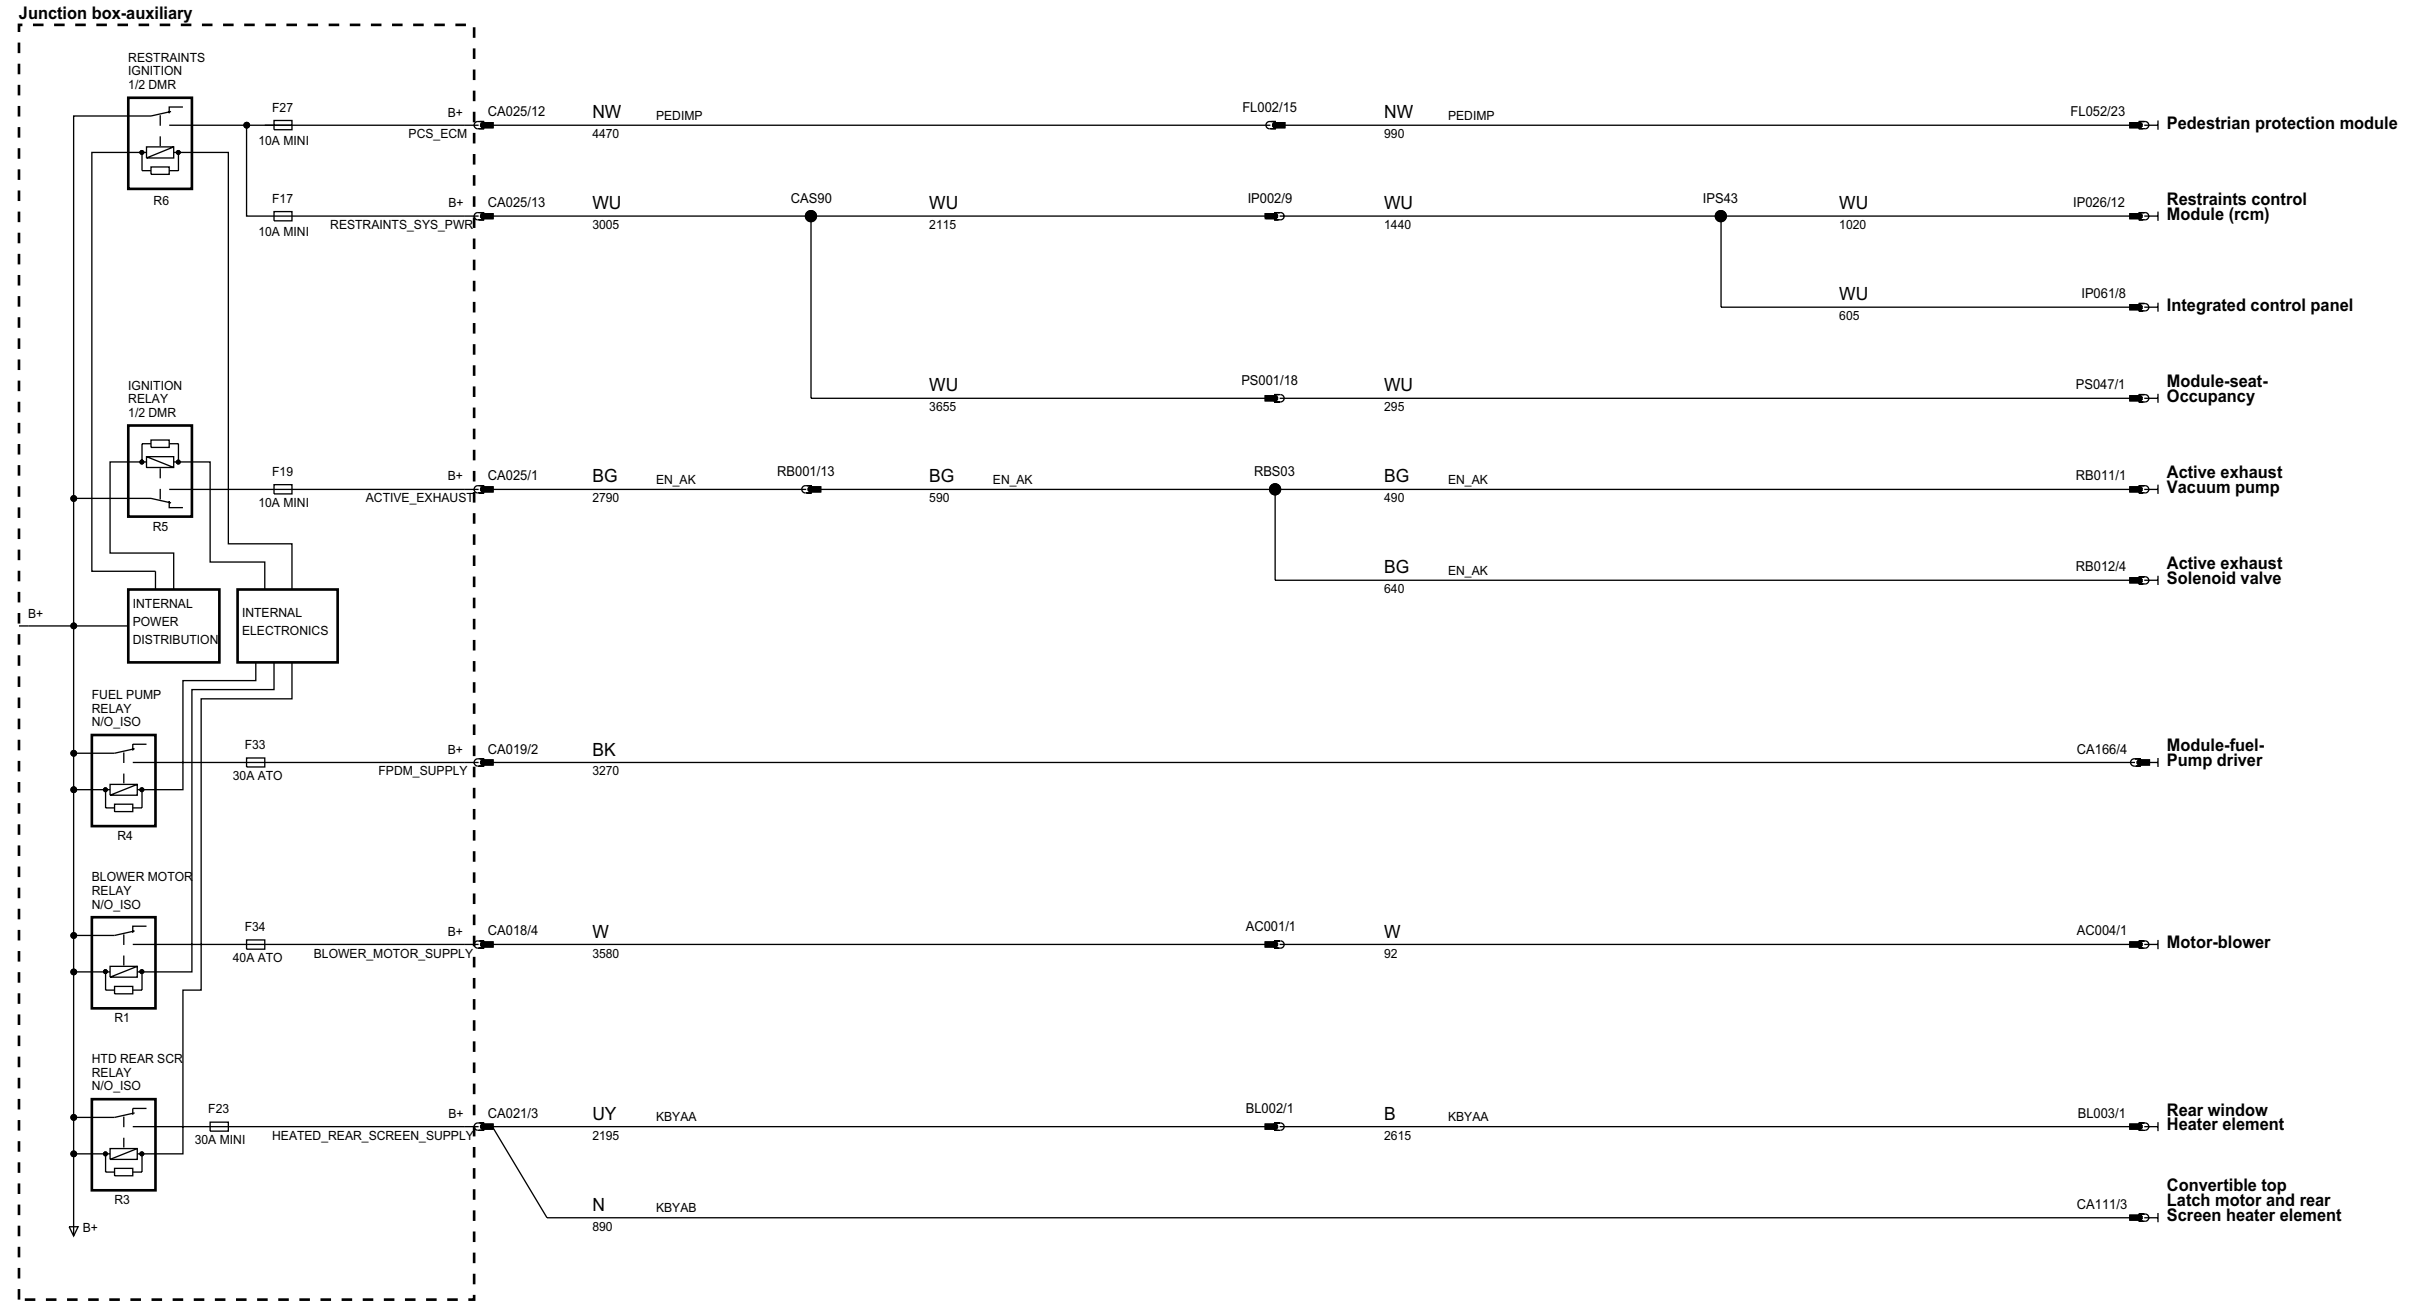 Junction box-auxiliary
RESTRAINTS
IGNITION
1/2 DMR
R6
F27
10A MINI
B+
PCS_ECM
CA025/12
NW
4470
PEDIMP
FL002/15
NW
990
PEDIMP
FL052/23
Pedestrian protection module
F17
10A MINI
B+
RESTRAINTS_SYS_PWR
CA025/13
WU
3005
CAS90
WU
2115
IP002/9
WU
1440
IPS43
WU
1020
IP026/12
Restraints control
Module (rcm)
WU
605
IP061/8
Integrated control panel
WU
3655
PS001/18
WU
295
PS047/1
Module-seat-
Occupancy
IGNITION
RELAY
1/2 DMR
R5
F19
10A MINI
B+
ACTIVE_EXHAUST
CA025/1
BG
2790
EN_AK
RB001/13
BG
590
EN_AK
RBS03
BG
490
EN_AK
RB011/1
Active exhaust
Vacuum pump
BG
640
EN_AK
RB012/4
Active exhaust
Solenoid valve
B+
INTERNAL
POWER
DISTRIBUTION
INTERNAL
ELECTRONICS
FUEL PUMP
RELAY
N/O_ISO
R4
F33
30A ATO
B+
FPDM_SUPPLY
CA019/2
BK
3270
CA166/4
Module-fuel-
Pump driver
BLOWER MOTOR
RELAY
N/O_ISO
R1
F34
40A ATO
B+
BLOWER_MOTOR_SUPPLY
CA018/4
W
3580
AC001/1
W
92
AC004/1
Motor-blower
HTD REAR SCR
RELAY
N/O_ISO
R3
F23
30A MINI
B+
HEATED_REAR_SCREEN_SUPPLY
CA021/3
UY
2195
KBYAA
BL002/1
B
2615
KBYAA
BL003/1
Rear window
Heater element
N
890
KBYAB
CA111/3
Convertible top
Latch motor and rear
Screen heater element
B+